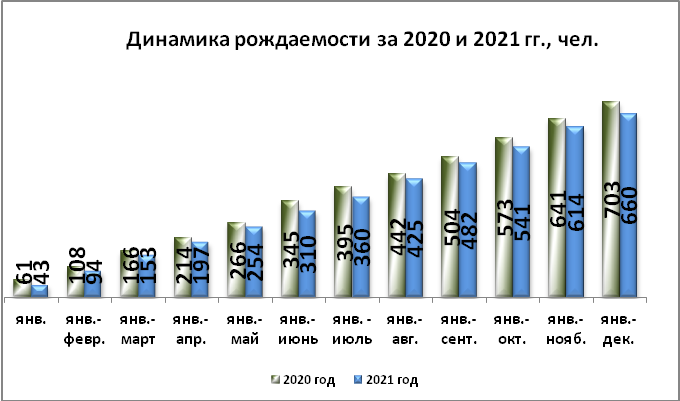 Динамика рождаемости за 2020 и 2021 гг., чел.
61 43 108 94 166 153 214 197 266 254 345 310 395 360 442 425 504 482 573 541 641 614 703 660
янв. янв.- янв.- янв.- янв.- янв.- янв. - янв.- янв.- янв.- янв.- янв.-
февр. март апр. май июнь июль авг. сент. окт. нояб. дек.
2020 год 2021 год